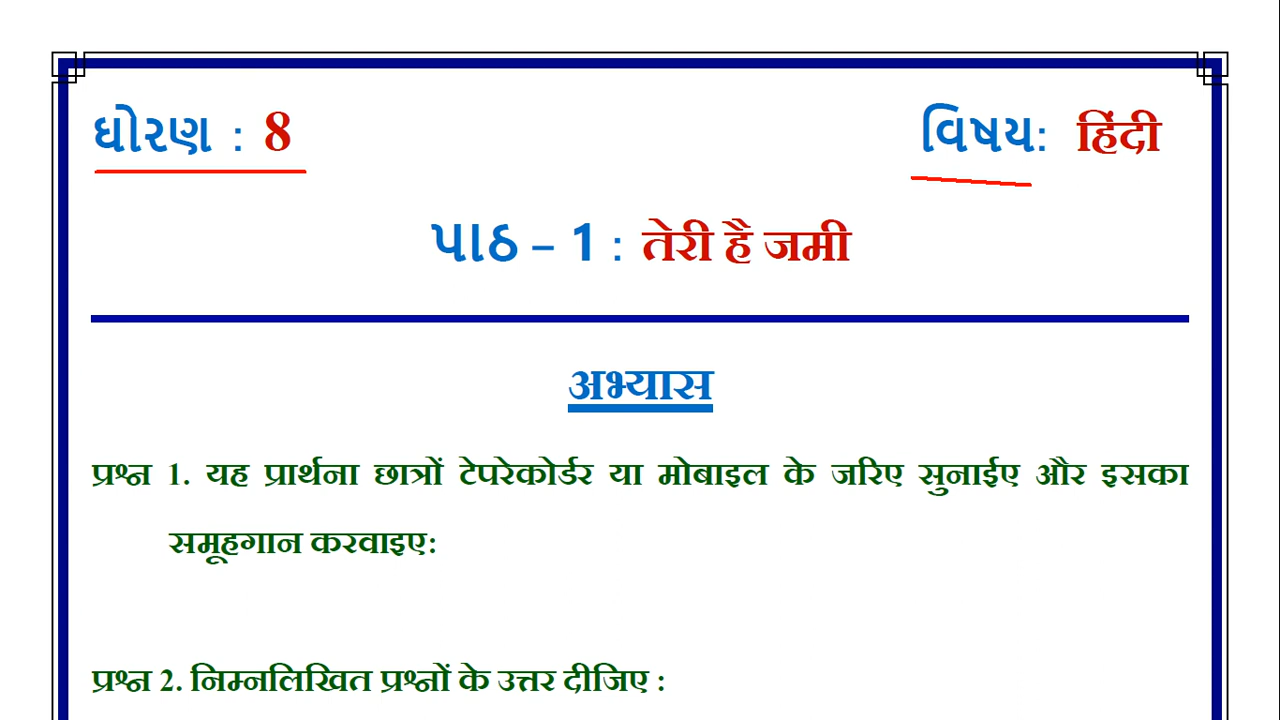 ધોરણ : 8
વિષય: हिंदी
પાઠ – 1 : तेरी है जमी
अभ्यास
प्रश्न 1. यह प्रार्थना छात्रों टेपरेकोर्डर या मोबाइल के जरिए सुनाईए और इसका
समूहगान करवाइए:
प्रश्न 2. निम्नलिखित प्रश्नों के उत्तर दीजिए :